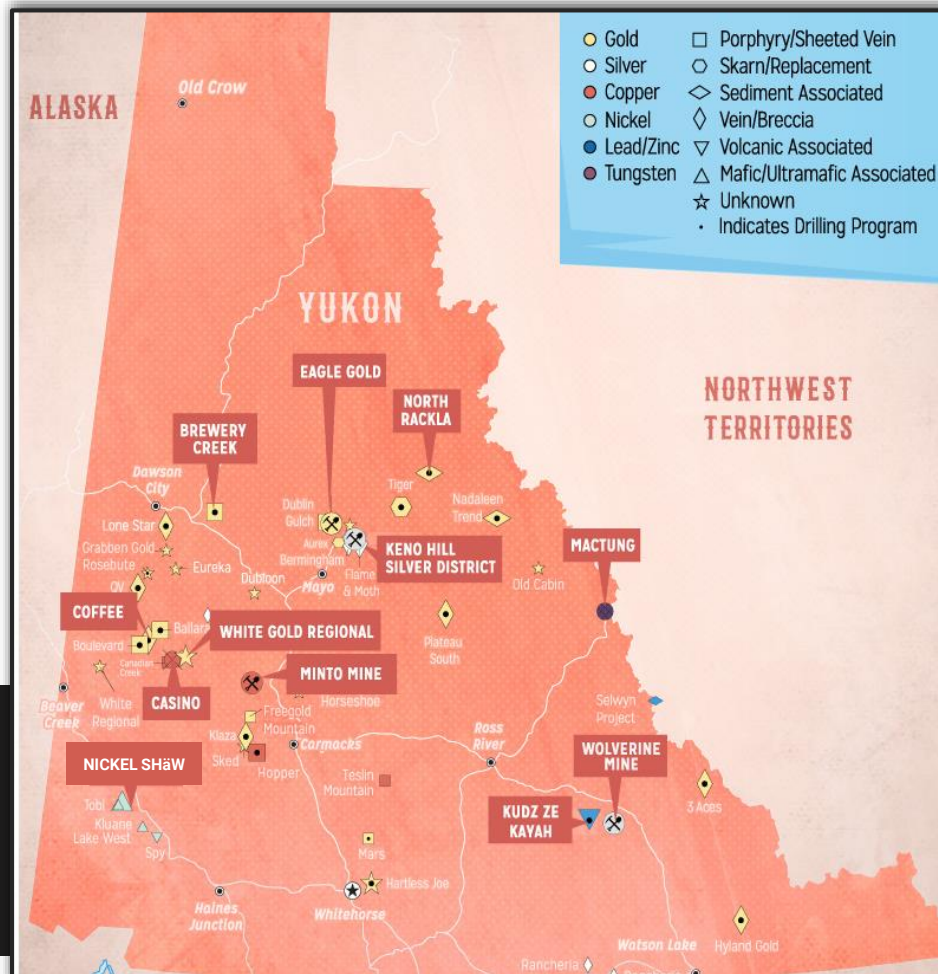 Gold
Silver
Copper
Nickel
Lead/Zinc
Tungsten
Porphyry/Sheeted Vein
Skarn/Replacement
Sediment Associated
Vein/Breccia
Volcanic Associated
Mafic/Ultramafic Associated
Unknown
Indicates Drilling Program
ALASKA
Old Crow
YUKON
NORTHWEST
TERRITORIES
EAGLE GOLD
NORTH
RACKLA
BREWERY
CREEK
Dawson
City
Tiger
Nadaleen
Trend
Dublin
Gulch
Lone Star
Aurex
Bermingham
KENO HILL
SILVER DISTRICT
MACTUNG
Grabben Gold
Rosebute
Eureka
Flame
& Moth
Mayo
Dubloon
Old Cabin
QV
COFFEE
Ballara
WHITE GOLD REGIONAL
Plateau
South
Boulevard
Canadian
Creek
MINTO MINE
CASINO
White
Regional
Beaver
Creek
Horseshoe
Selwyn
Project
Freegold
Mountain
Klaza
Carmacks
Ross
River
Sked
Hopper
WOLVERINE
MINE
NICKEL SHäW
Teslin
Mountain
Tobi
Kluane
Lake West
Spy
KUDZ ZE
KAYAH
3 Aces
Mars
Hartless Joe
Haines
Junction
Whitehorse
Watson Lake
Hyland Gold
Rancheria